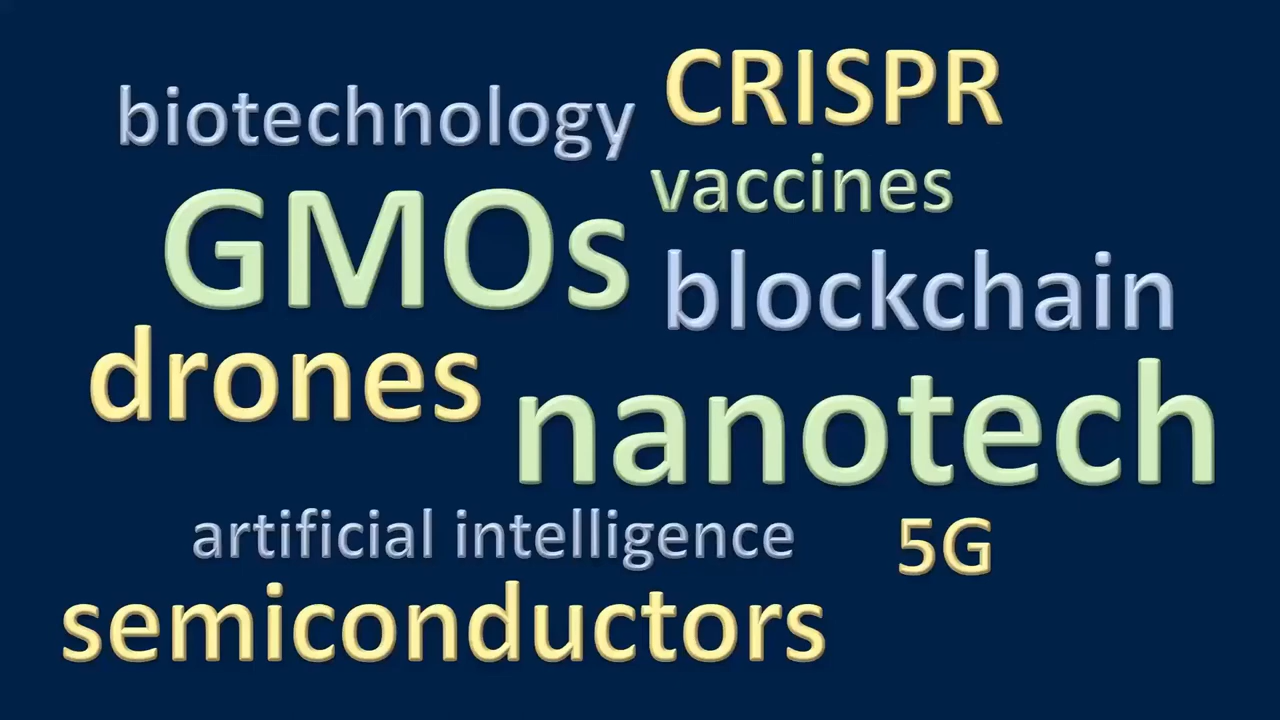 biotechnology
CRISPR
vaccines
GMOs
blockchain
drones
nanotech
artificial intelligence
5G
semiconductors